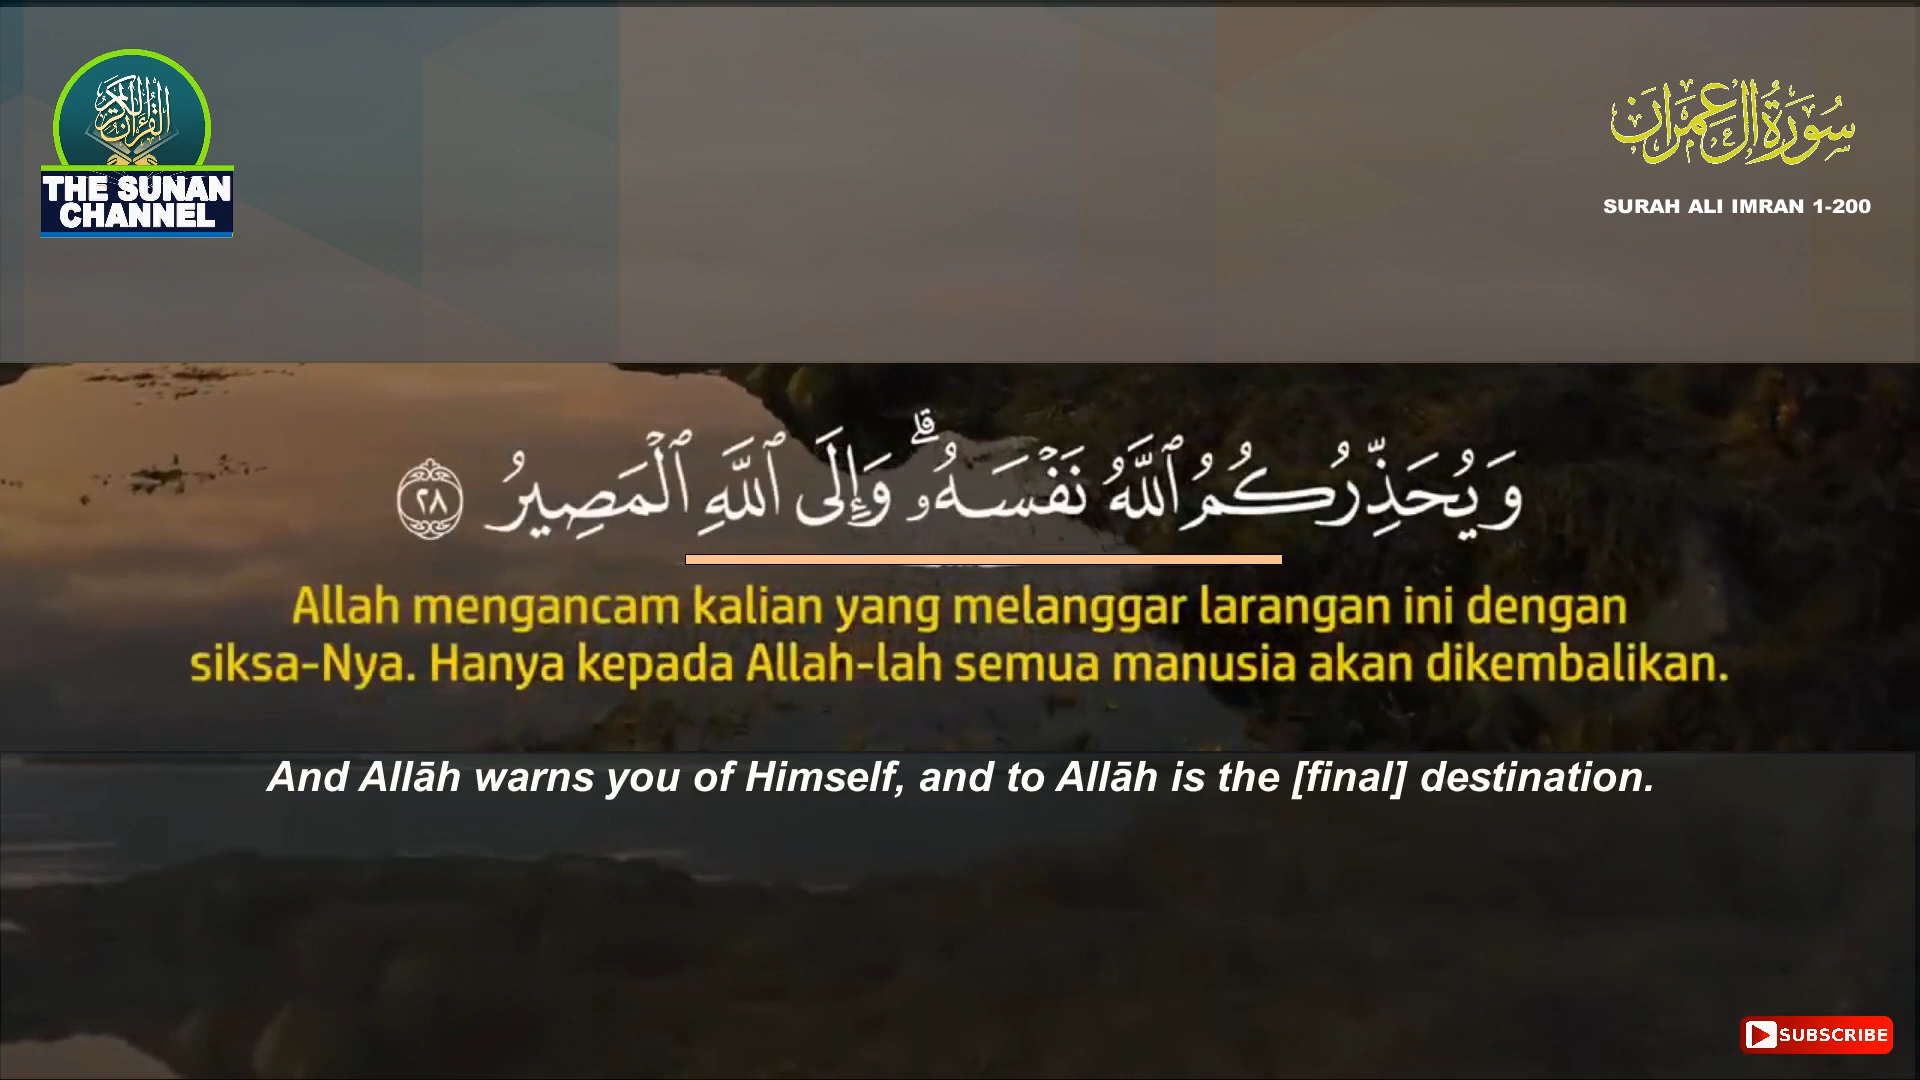 القرآن الكريم
THE SUNAN
CHANNEL
سُورَةُ آلِ عِمْرَان
SURAH ALI IMRAN 1-200
وَيُحَذِّرُكُمُ ٱللَّهُ نَفْسَهُۥ ۗ وَإِلَى ٱللَّهِ ٱلْمَصِيرُ ٢٨
Allah mengancam kalian yang melanggar larangan ini dengan
siksa-Nya. Hanya kepada Allah-lah semua manusia akan dikembalikan.
And Allāh warns you of Himself, and to Allāh is the [final] destination.
SUBSCRIBE